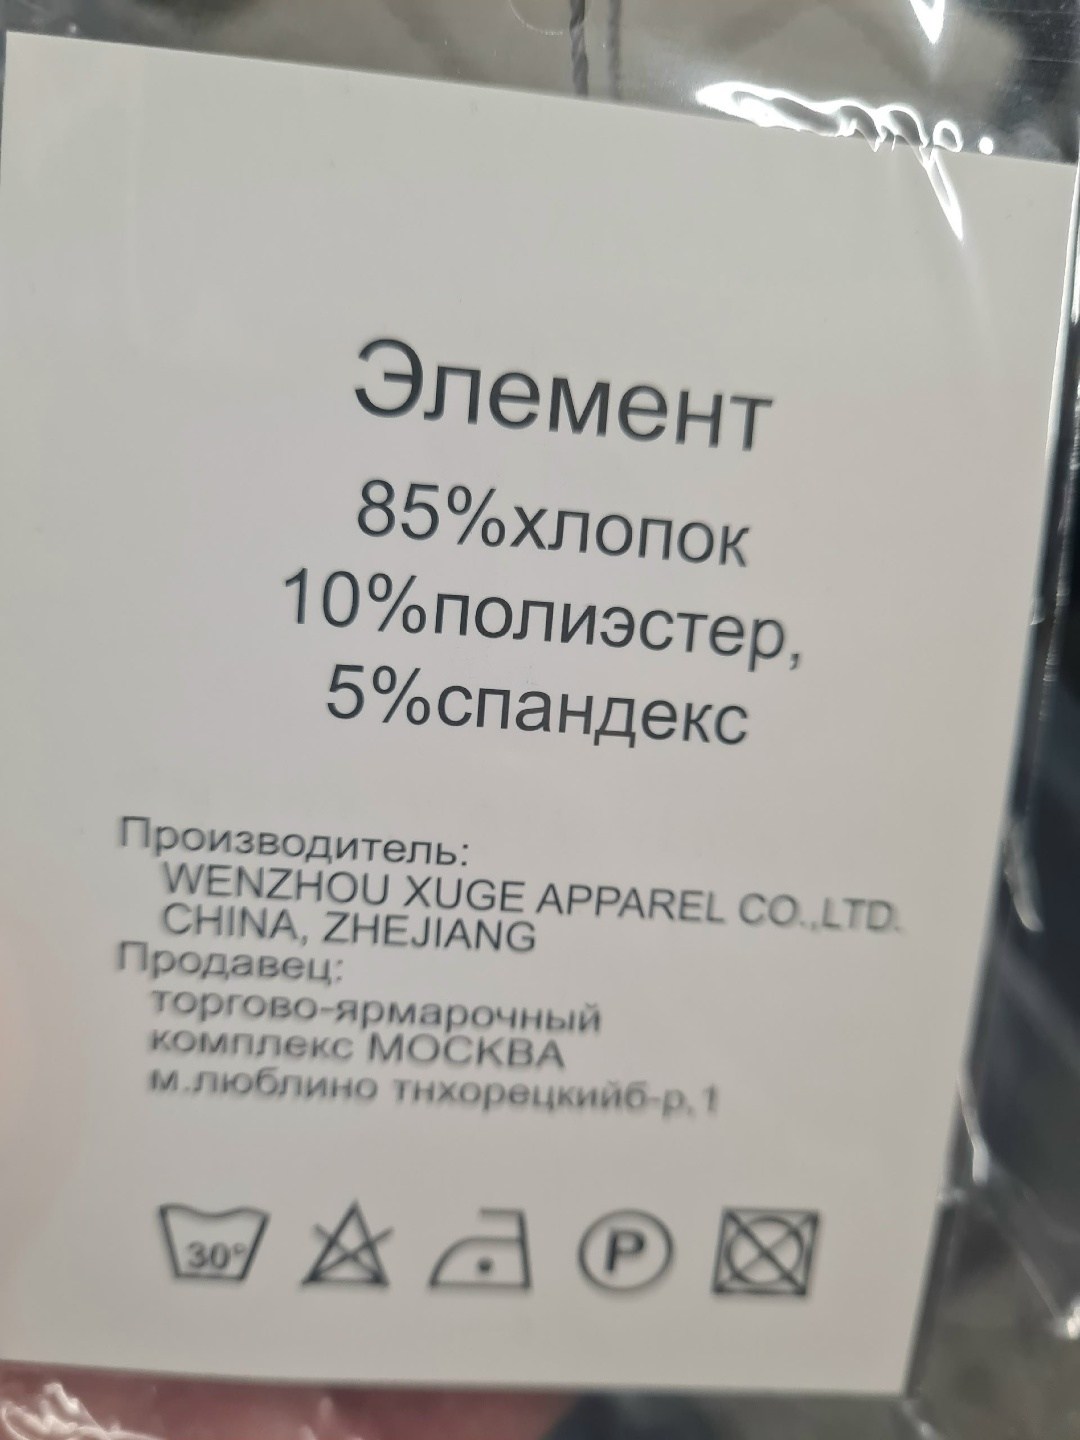 Элемент
85%хлопок
10%полиэстер,
5%спандекс
Производитель:
WENZHOU XUGE APPAREL CO.,LTD.
CHINA, ZHEJIANG
Продавец:
торгово-ярмарочный
комплекс МОСКВА
м.люблино тнхорецкийб-р,1
30°
P